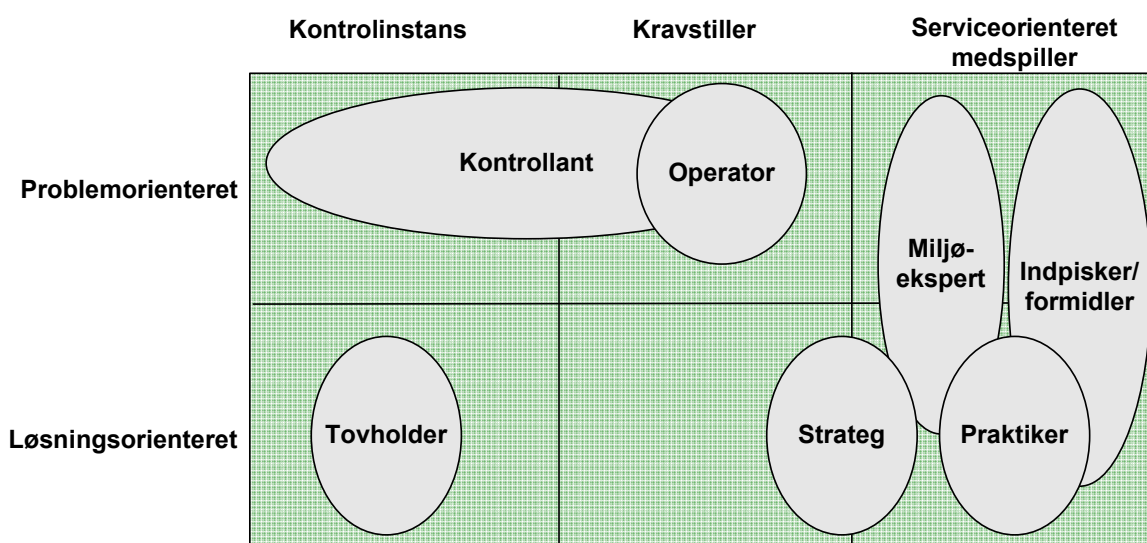 Kontrolinstans
Kravstiller
Serviceorienteret
medspiller
Problemorienteret
Kontrollant
Operator
Miljø-
ekspert
Indpisker/
formidler
Løsningsorienteret
Tovholder
Strateg
Praktiker